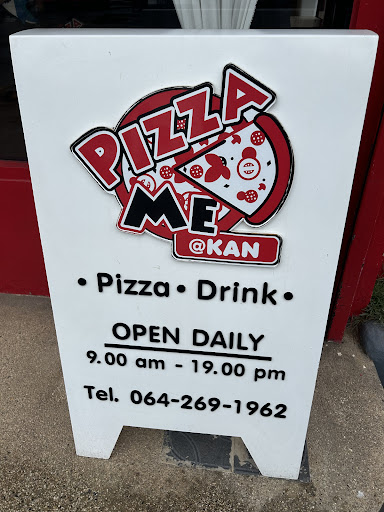 PIZZA
ME
@KAN
• Pizza • Drink •
OPEN DAILY
9.00 am - 19.00 pm
Tel. 064-269-1962